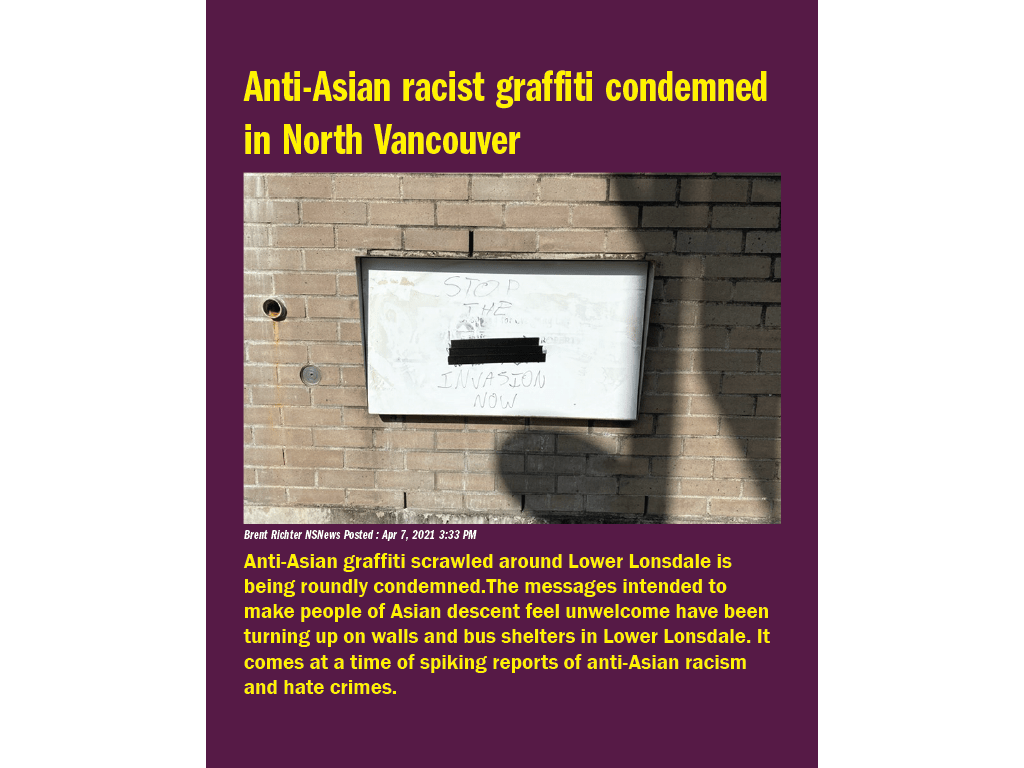 Anti-Asian racist graffiti condemned
in North Vancouver
STOP
THE
INVASION
NOW
Brent Richter NSNews Posted : Apr 7, 2021 3:33 PM
Anti-Asian graffiti scrawled around Lower Lonsdale is
being roundly condemned.The messages intended to
make people of Asian descent feel unwelcome have been
turning up on walls and bus shelters in Lower Lonsdale. It
comes at a time of spiking reports of anti-Asian racism
and hate crimes.